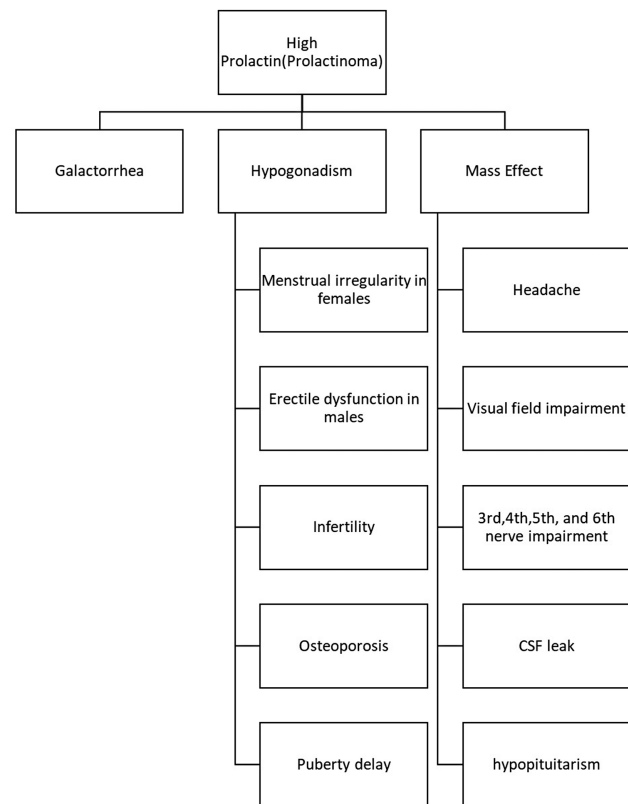 High
Prolactin(Prolactinoma)
Galactorrhea
Hypogonadism
Mass Effect
Menstrual irregularity in
females
Headache
Erectile dysfunction in
males
Visual field impairment
Infertility
3rd,4th,5th, and 6th
nerve impairment
Osteoporosis
CSF leak
Puberty delay
hypopituitarism